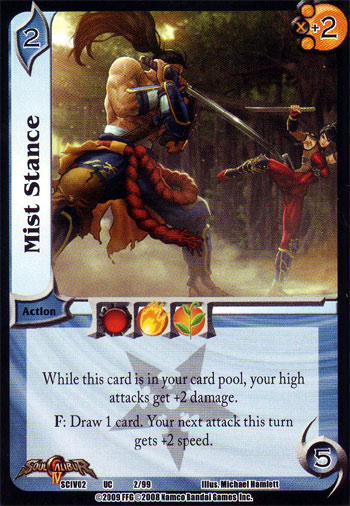 2
+2
Mist Stance
Action
While this card is in your card pool, your high
attacks get +2 damage.
F: Draw 1 card. Your next attack this turn
gets +2 speed.
5
SOULCALIBUR
IV
SCIV02 UC 2/99 Illus. Michael Hamlett
©2009 FFG ©2008 Namco Bandai Games Inc.